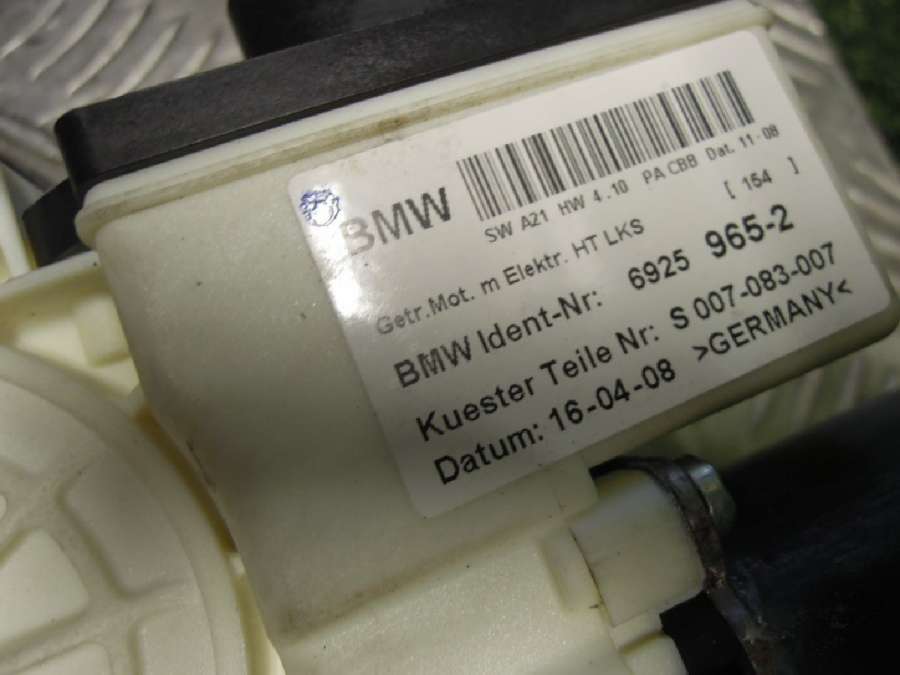 BMW
SW A21 HW 4.10 PA CBB Dat. 11-08
[ 154 ]
Getr.Mot. m Elektr. HT LKS
BMW Ident-Nr: 6925 965-2
Kuester Teile Nr: S 007-083-007
Datum: 16-04-08 >GERMANY<